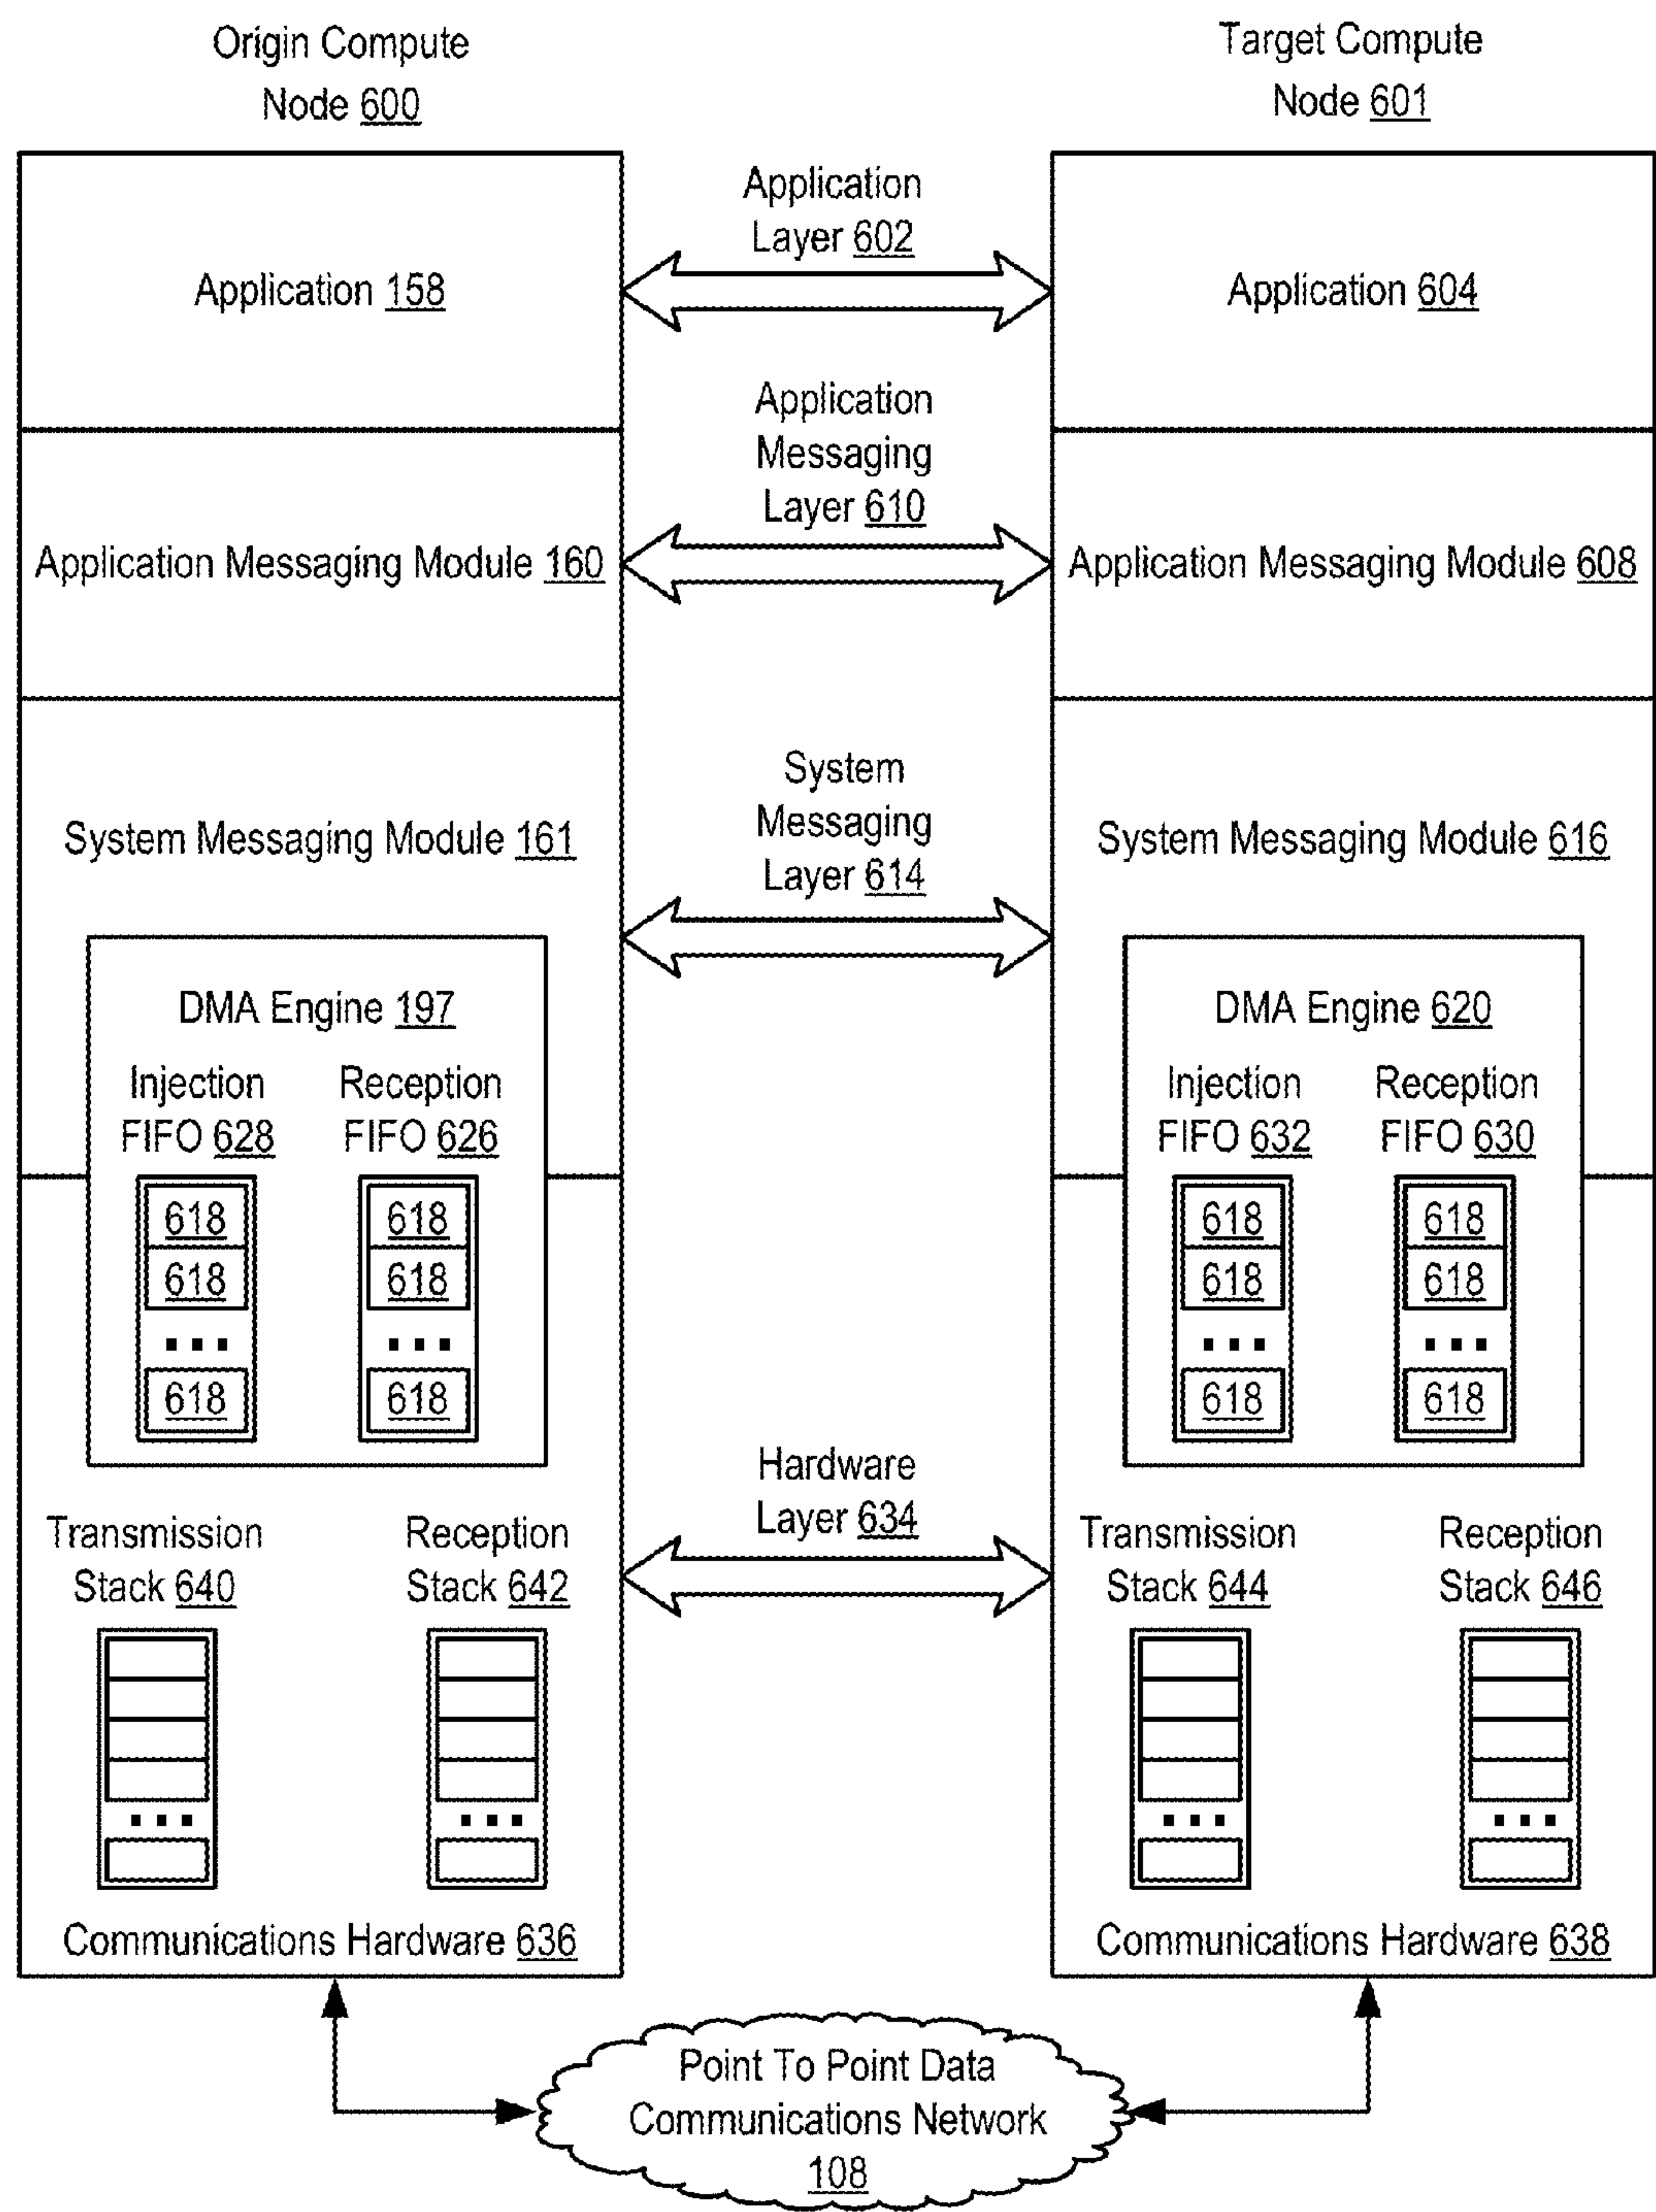 Origin Compute
Node 600
Target Compute
Node 601
Application
Layer 602
Application 158
Application 604
Application
Messaging
Layer 610
Application Messaging Module 160
Application Messaging Module 608
System
Messaging
Layer 614
System Messaging Module 161
System Messaging Module 616
DMA Engine 197
Injection
FIFO 628
Reception
FIFO 626
618
618
...
618
618
618
...
618
DMA Engine 620
Injection
FIFO 632
Reception
FIFO 630
618
618
...
618
618
618
...
618
Hardware
Layer 634
Transmission
Stack 640
...
Reception
Stack 642
...
Transmission
Stack 644
...
Reception
Stack 646
...
Communications Hardware 636
Communications Hardware 638
Point To Point Data
Communications Network
108